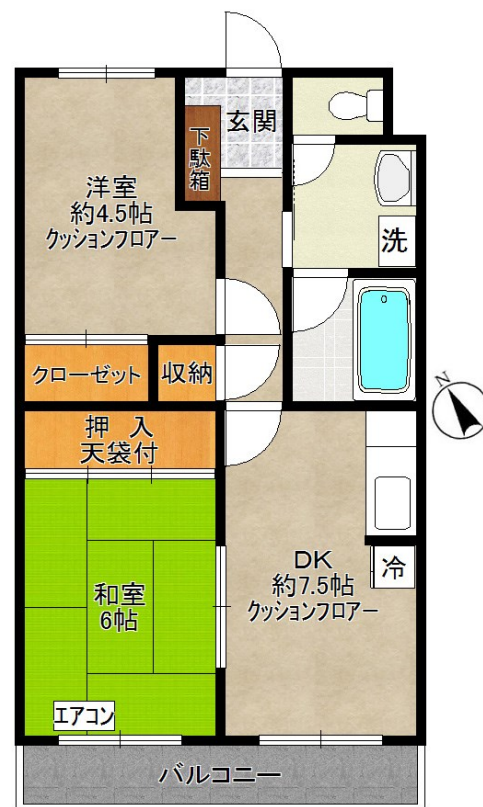 玄関
下駄箱
洋室
約4.5帖
クッションフロアー
洗
クローゼット
収納
N
押 入
天袋付
DK
約7.5帖
クッションフロアー
冷
和室
6帖
エアコン
バルコニー